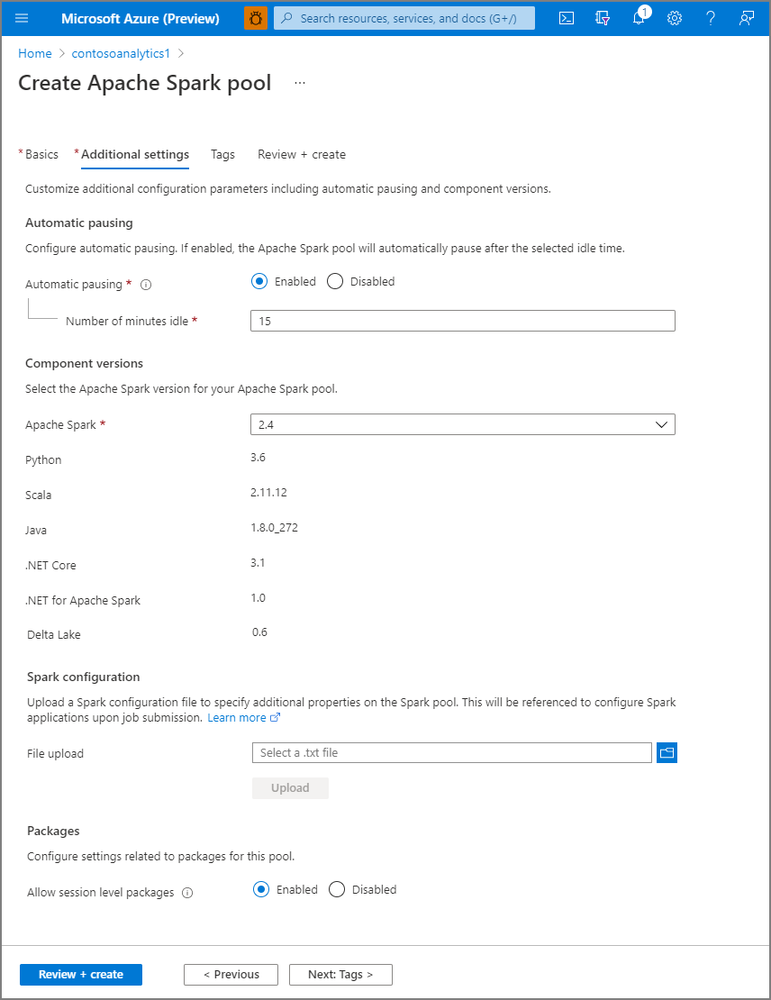 Microsoft Azure (Preview)
Search resources, services, and docs (G+/)
1
Home > contosoanalytics1 >
Create Apache Spark pool ...
* Basics * Additional settings Tags Review + create
Customize additional configuration parameters including automatic pausing and component versions.
Automatic pausing
Configure automatic pausing. If enabled, the Apache Spark pool will automatically pause after the selected idle time.
Automatic pausing * Enabled Disabled
Number of minutes idle * 15
Component versions
Select the Apache Spark version for your Apache Spark pool.
Apache Spark * 2.4
Python 3.6
Scala 2.11.12
Java 1.8.0_272
.NET Core 3.1
.NET for Apache Spark 1.0
Delta Lake 0.6
Spark configuration
Upload a Spark configuration file to specify additional properties on the Spark pool. This will be referenced to configure Spark
applications upon job submission. Learn more
File upload Select a .txt file
Upload
Packages
Configure settings related to packages for this pool.
Allow session level packages Enabled Disabled
Review + create < Previous Next: Tags >